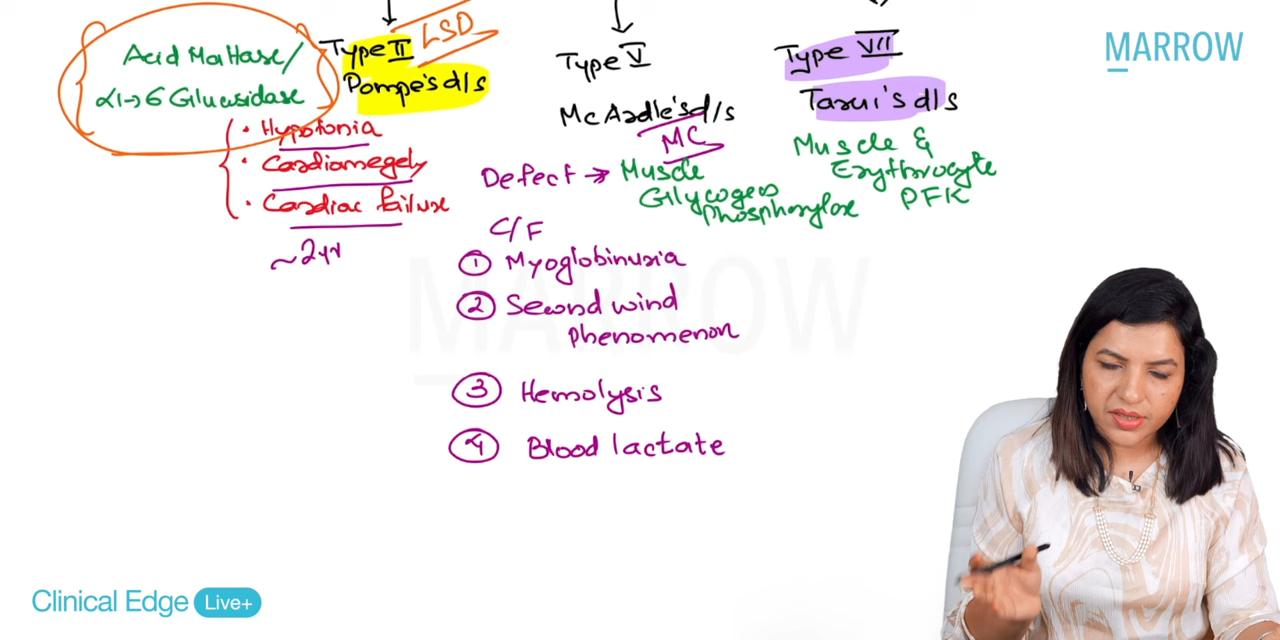 MARROW
Acid Maltase/
α1→6 Glucosidase
Type II
LSD
Pompe's d/s
• Hypotonia
• Cardiomegely
• Cardiac failure
~2yr
Type V
McArdle's d/s
MC
Defect → Muscle
Glycogen
Phosphorylase
Type VII
Tarui's d/s
Muscle &
Erythrocyte
PFK
C/F
① Myoglobinuria
② Second wind
Phenomenon
③ Hemolysis
④ Blood lactate
MARROW
Clinical Edge Live+